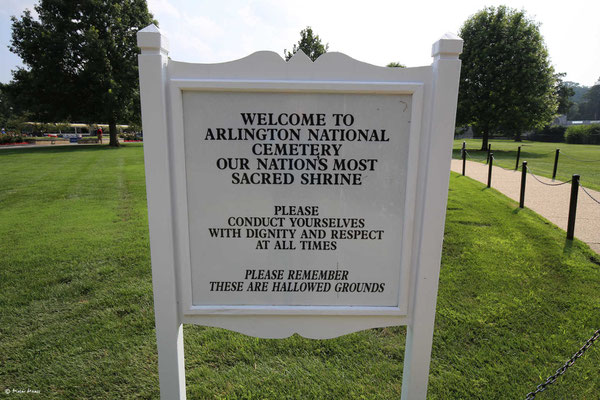 WELCOME TO
ARLINGTON NATIONAL
CEMETERY
OUR NATION'S MOST
SACRED SHRINE
PLEASE
CONDUCT YOURSELVES
WITH DIGNITY AND RESPECT
AT ALL TIMES
PLEASE REMEMBER
THESE ARE HALLOWED GROUNDS